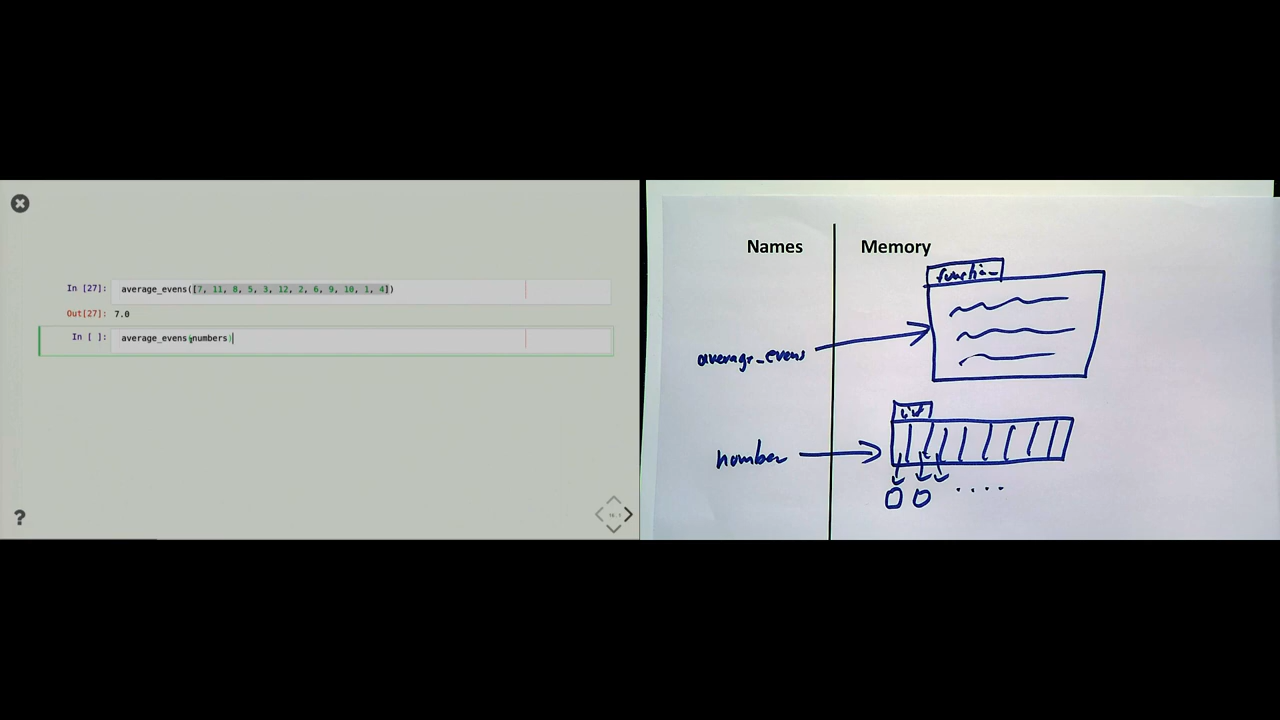 In [27]: average_evens([7, 11, 8, 5, 3, 12, 2, 6, 9, 10, 1, 4])
Out[27]: 7.0
In [ ]: average_evens(numbers)
?
Names Memory
average_evens
number
list